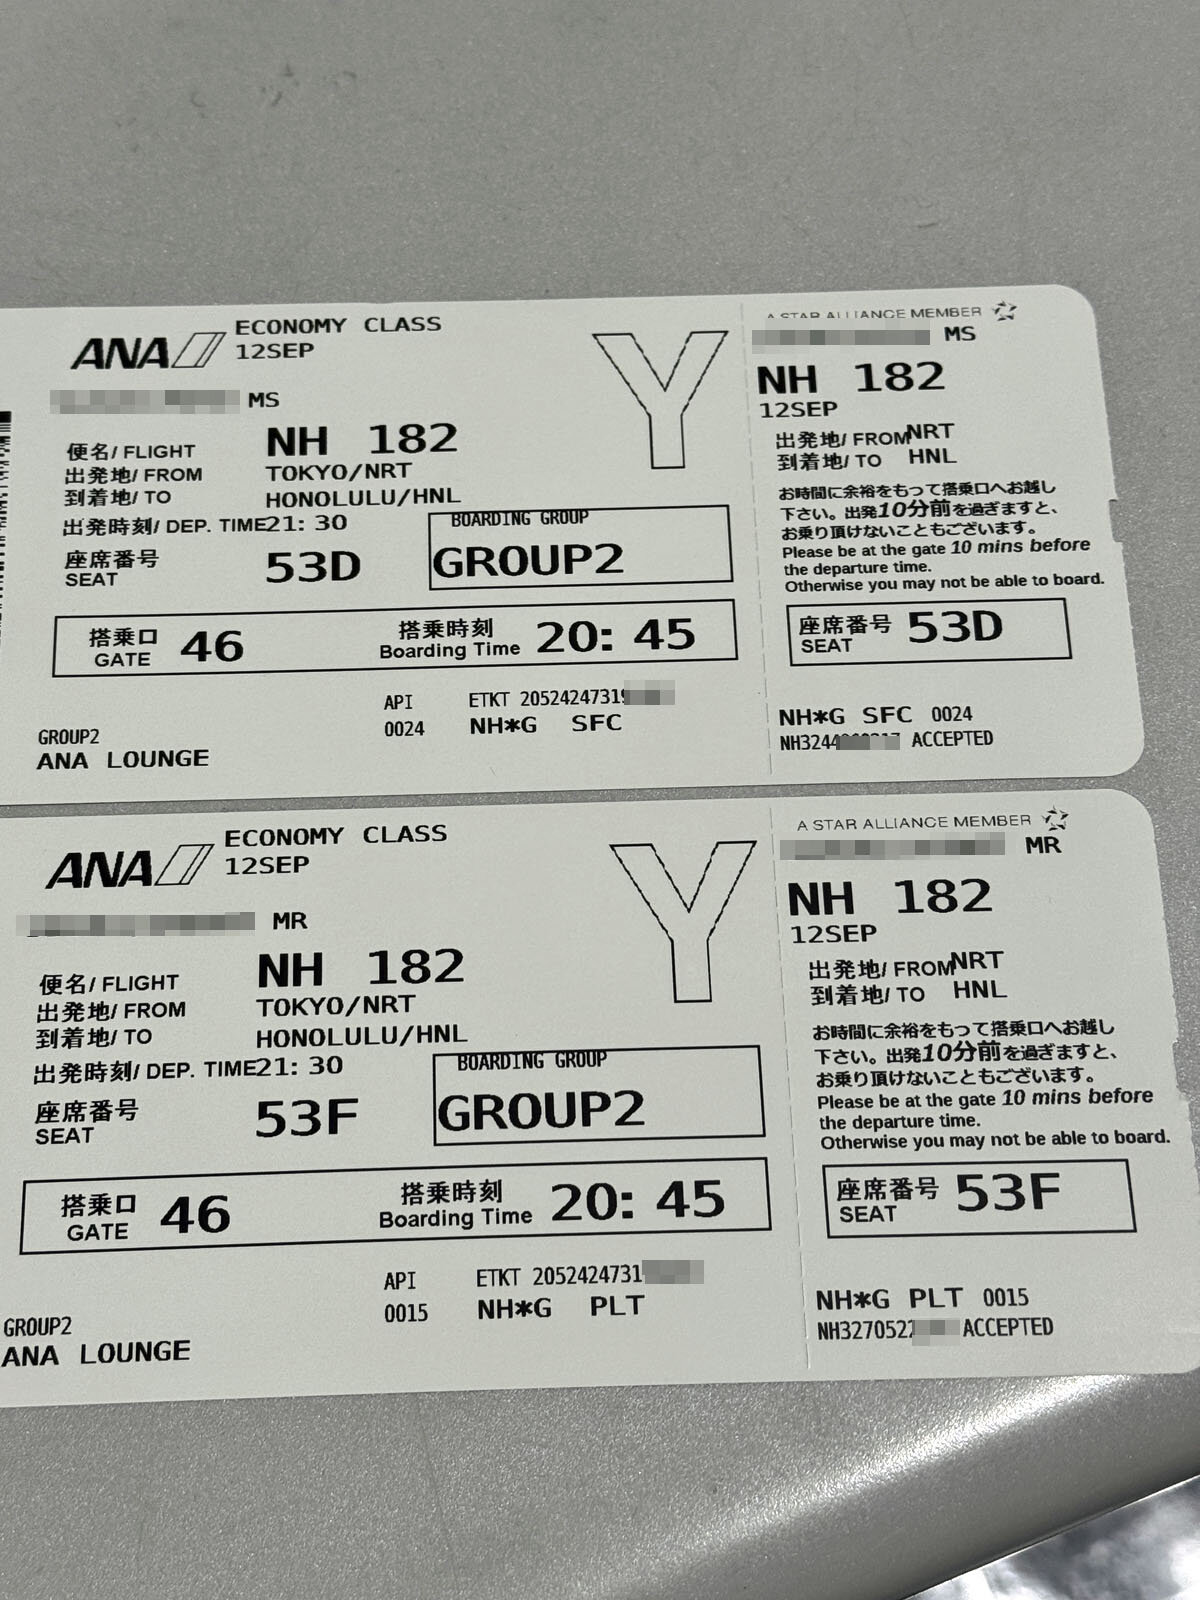 ANA ECONOMY CLASS
12SEP
MS
便名/ FLIGHT NH 182
出発地/ FROM TOKYO/NRT
到着地/ TO HONOLULU/HNL
出発時刻/ DEP. TIME 21: 30
座席番号
SEAT 53D
BOARDING GROUP
GROUP2
Y
搭乗口
GATE 46
搭乗時刻
Boarding Time 20: 45
API ETKT 20524247319
0024 NH*G SFC
GROUP2
ANA LOUNGE
A STAR ALLIANCE MEMBER
MS
NH 182
12SEP
出発地/ FROM NRT
到着地/ TO HNL
お時間に余裕をもって搭乗口へお越し
下さい。出発10分前を過ぎますと、
お乗り頂けないこともございます。
Please be at the gate 10 mins before
the departure time.
Otherwise you may not be able to board.
座席番号
SEAT 53D
NH*G SFC 0024
NH3244 ACCEPTED
ANA ECONOMY CLASS
12SEP
MR
便名/ FLIGHT NH 182
出発地/ FROM TOKYO/NRT
到着地/ TO HONOLULU/HNL
出発時刻/ DEP. TIME 21: 30
座席番号
SEAT 53F
BOARDING GROUP
GROUP2
Y
搭乗口
GATE 46
搭乗時刻
Boarding Time 20: 45
API ETKT 2052424731
0015 NH*G PLT
GROUP2
ANA LOUNGE
A STAR ALLIANCE MEMBER
MR
NH 182
12SEP
出発地/ FROM NRT
到着地/ TO HNL
お時間に余裕をもって搭乗口へお越し
下さい。出発10分前を過ぎますと、
お乗り頂けないこともございます。
Please be at the gate 10 mins before
the departure time.
Otherwise you may not be able to board.
座席番号
SEAT 53F
NH*G PLT 0015
NH327052 ACCEPTED